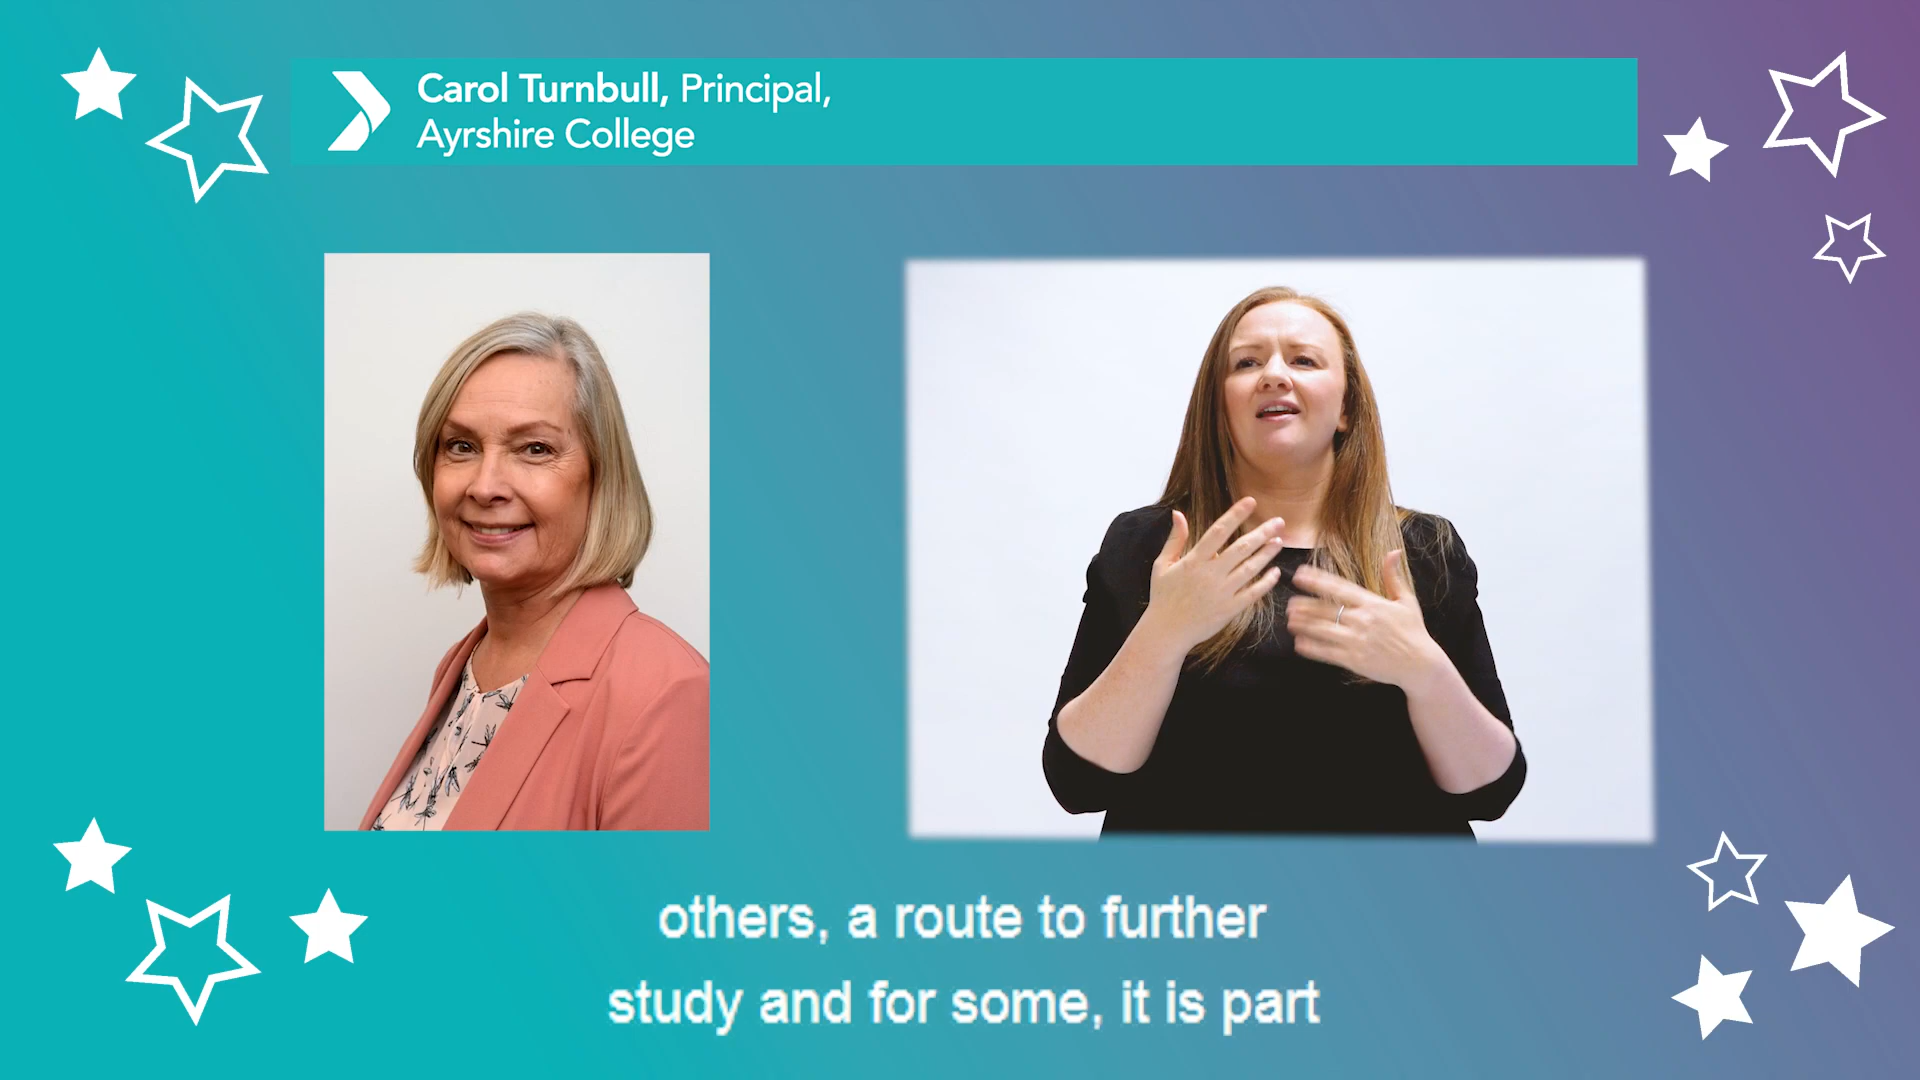 Carol Turnbull, Principal,
Ayrshire College
others, a route to further
study and for some, it is part